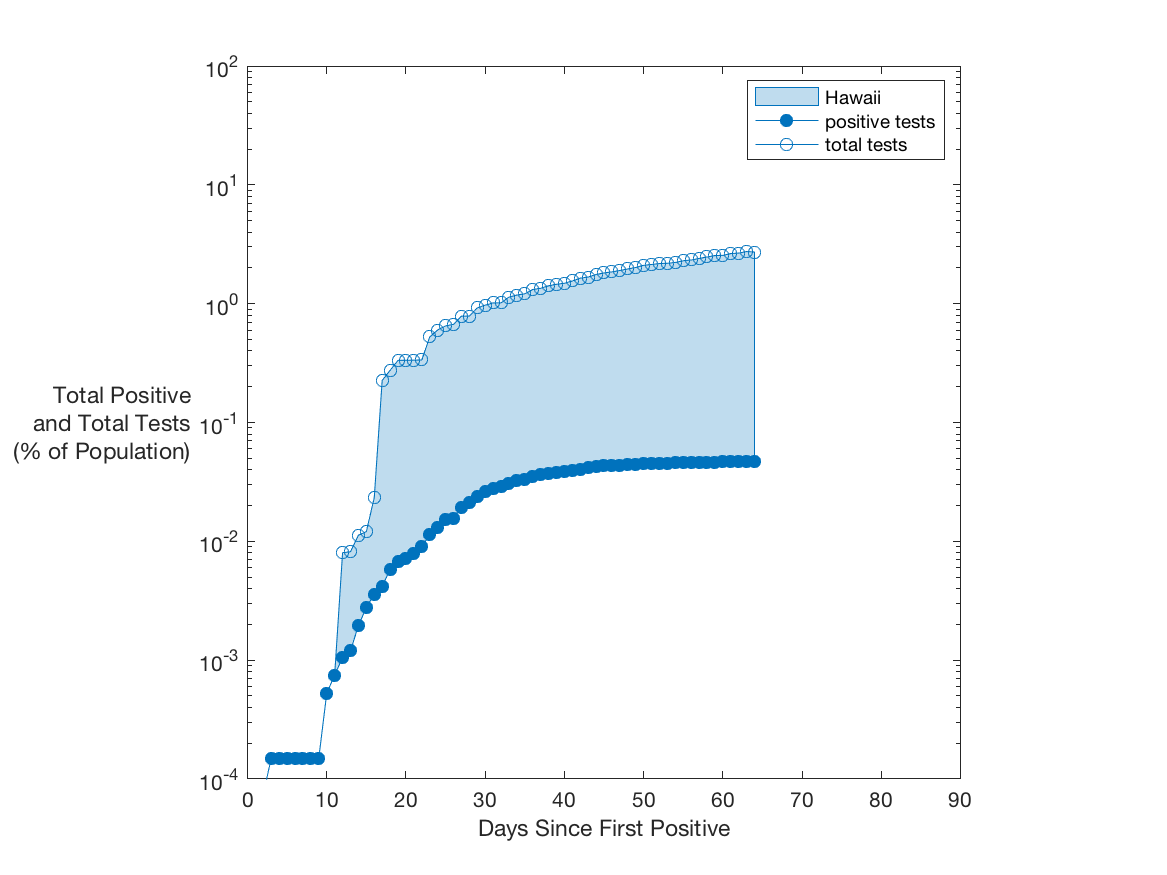 10^2
10^1
10^0
10^-1
10^-2
10^-3
10^-4
Total Positive
and Total Tests
(% of Population)
Hawaii
positive tests
total tests
0 10 20 30 40 50 60 70 80 90
Days Since First Positive